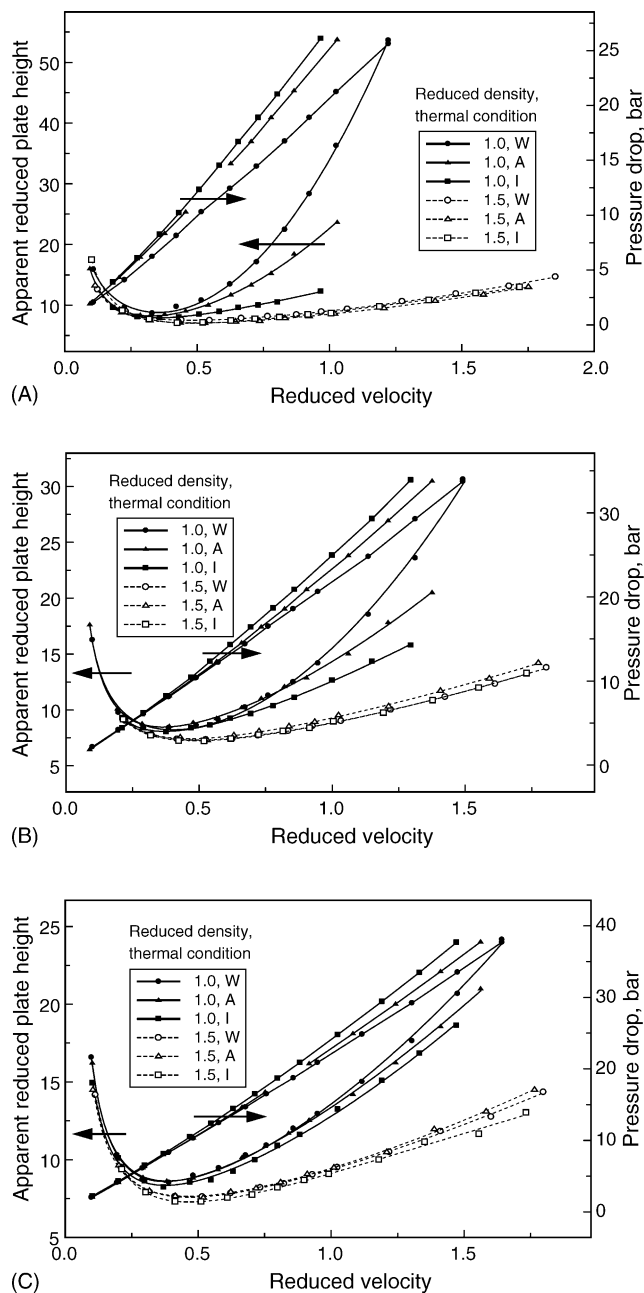 50
40
30
20
10
Apparent reduced plate height
Reduced density,
thermal condition
1.0, W
1.0, A
1.0, I
1.5, W
1.5, A
1.5, I
25
20
15
10
5
0
Pressure drop, bar
0.0 0.5 1.0 1.5 2.0
(A) Reduced velocity
30
25
20
15
10
5
Apparent reduced plate height
Reduced density,
thermal condition
1.0, W
1.0, A
1.0, I
1.5, W
1.5, A
1.5, I
30
20
10
0
Pressure drop, bar
0.0 0.5 1.0 1.5
(B) Reduced velocity
25
20
15
10
5
Apparent reduced plate height
Reduced density,
thermal condition
1.0, W
1.0, A
1.0, I
1.5, W
1.5, A
1.5, I
40
30
20
10
0
Pressure drop, bar
0.0 0.5 1.0 1.5
(C) Reduced velocity